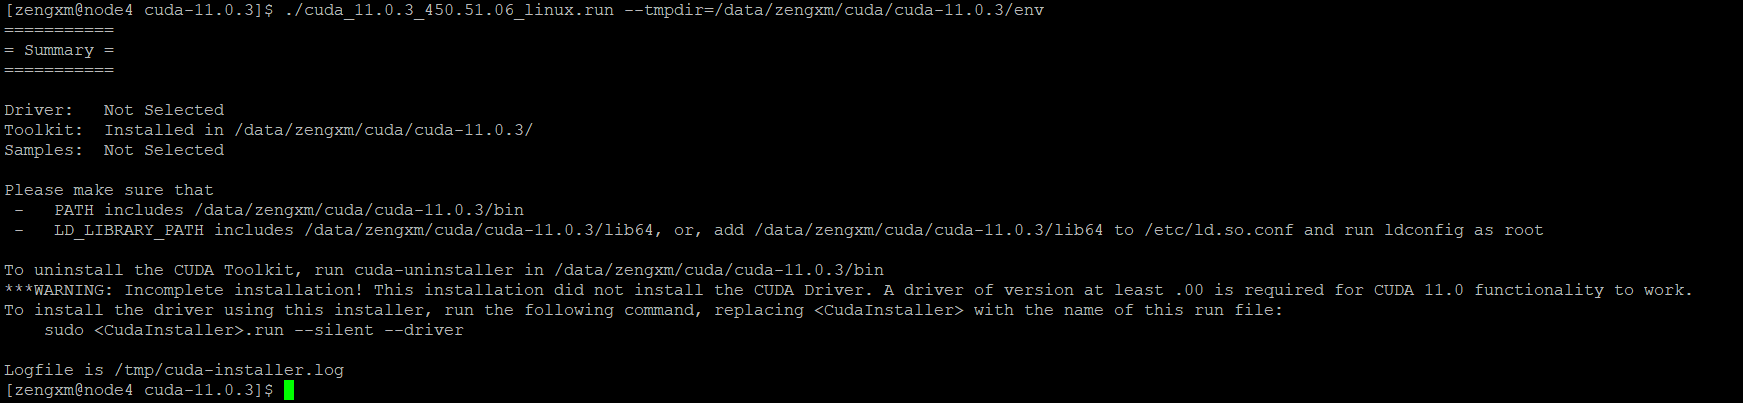 [zengxm@node4 cuda-11.0.3]$ ./cuda_11.0.3_450.51.06_linux.run --tmpdir=/data/zengxm/cuda/cuda-11.0.3/env
===========
= Summary =
===========
Driver:   Not Selected
Toolkit:  Installed in /data/zengxm/cuda/cuda-11.0.3/
Samples:  Not Selected
Please make sure that
 -   PATH includes /data/zengxm/cuda/cuda-11.0.3/bin
 -   LD_LIBRARY_PATH includes /data/zengxm/cuda/cuda-11.0.3/lib64, or, add /data/zengxm/cuda/cuda-11.0.3/lib64 to /etc/ld.so.conf and run ldconfig as root
To uninstall the CUDA Toolkit, run cuda-uninstaller in /data/zengxm/cuda/cuda-11.0.3/bin
***WARNING: Incomplete installation! This installation did not install the CUDA Driver. A driver of version at least .00 is required for CUDA 11.0 functionality to work.
To install the driver using this installer, run the following command, replacing <CudaInstaller> with the name of this run file:
    sudo <CudaInstaller>.run --silent --driver
Logfile is /tmp/cuda-installer.log
[zengxm@node4 cuda-11.0.3]$